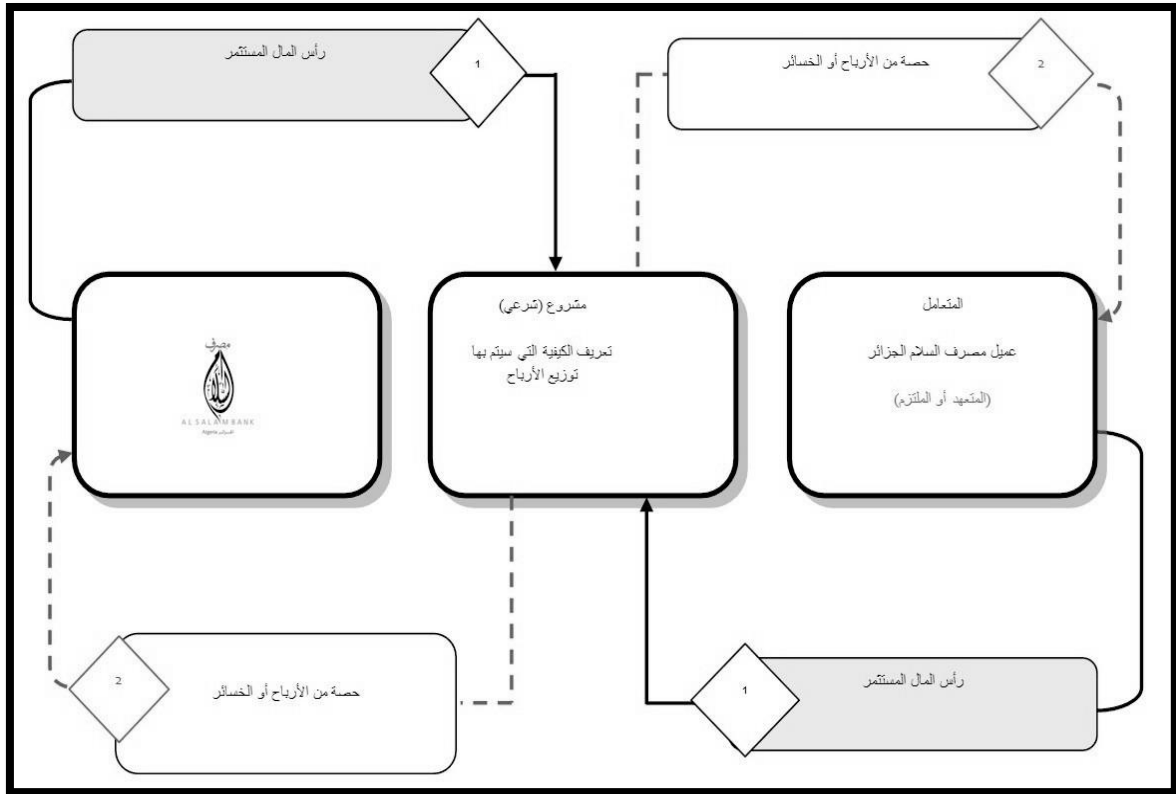 رأس المال المستثمر
1
حصة من الأرباح أو الخسائر
2
المتعامل
عميل مصرف السلام الجزائر
(المتعهد أو الملتزم)
مشروع (شرعي)
تعريف الكيفية التي سيتم بها
توزيع الأرباح
مصرف
السلام
AL SALAM BANK
Algeria الجزائر
2
حصة من الأرباح أو الخسائر
1
رأس المال المستثمر